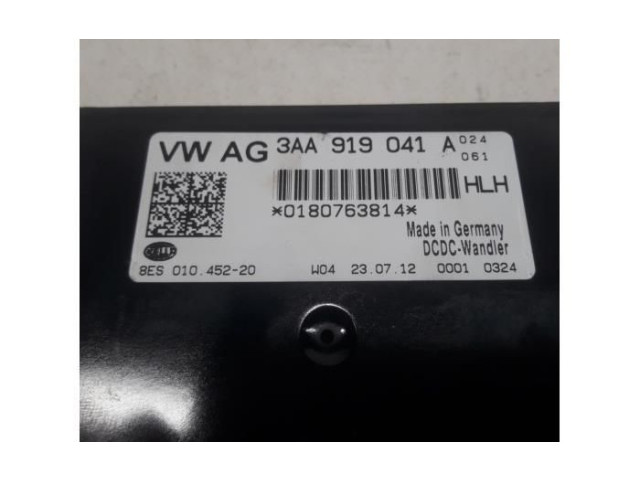 VW AG 3AA 919 041 A 024
061
HLH
*0180763814*
Made in Germany
DCDC-Wandler
HELLA
8ES 010.452-20 W04 23.07.12 0001 0324